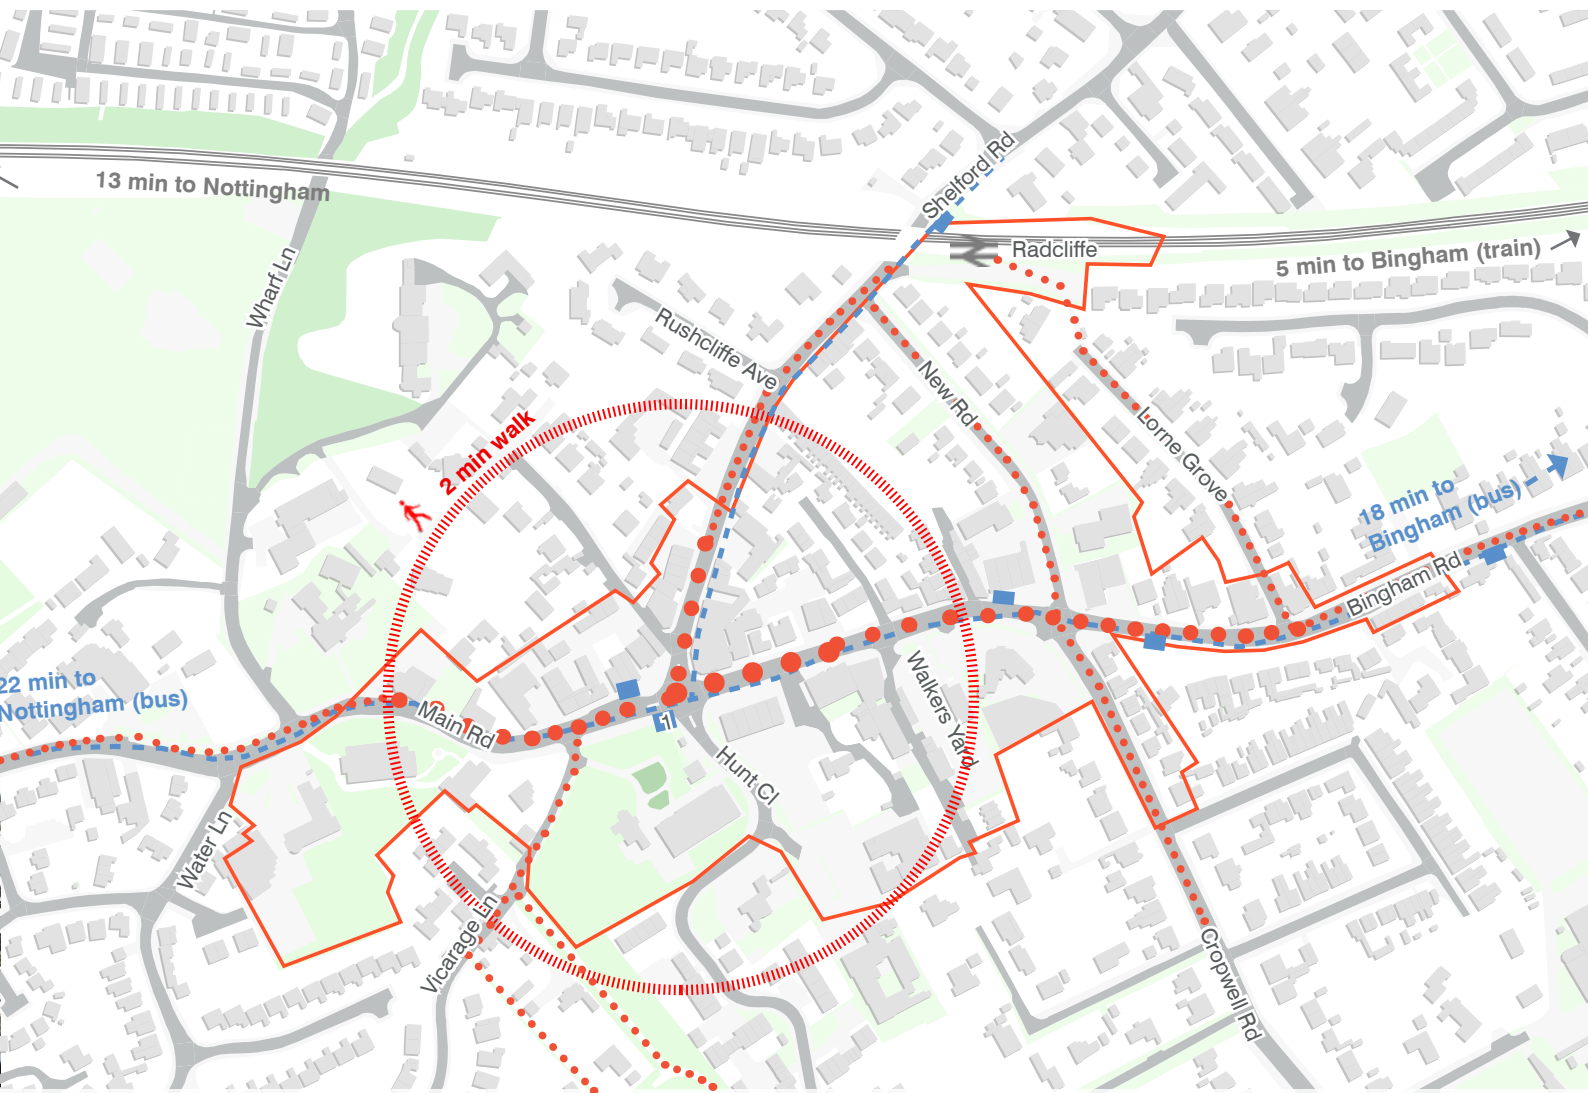 Shelford Rd
13 min to Nottingham
Radcliffe
5 min to Bingham (train)
Wharf Ln
Rushcliffe Ave
New Rd
2 min walk
Lorne Grove
18 min to
Bingham (bus)
Bingham Rd
22 min to
Nottingham (bus)
Main Rd
1
Walkers Yard
Hunt Cl
Water Ln
Vicarage Ln
Cropwell Rd